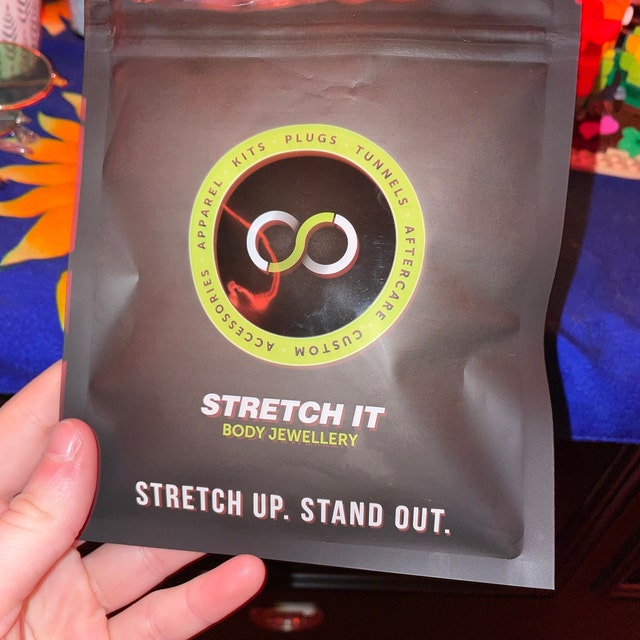 APPAREL · KITS · PLUGS · TUNNELS · AFTERCARE · CUSTOM · ACCESSORIES ·
STRETCH IT
BODY JEWELLERY
STRETCH UP. STAND OUT.